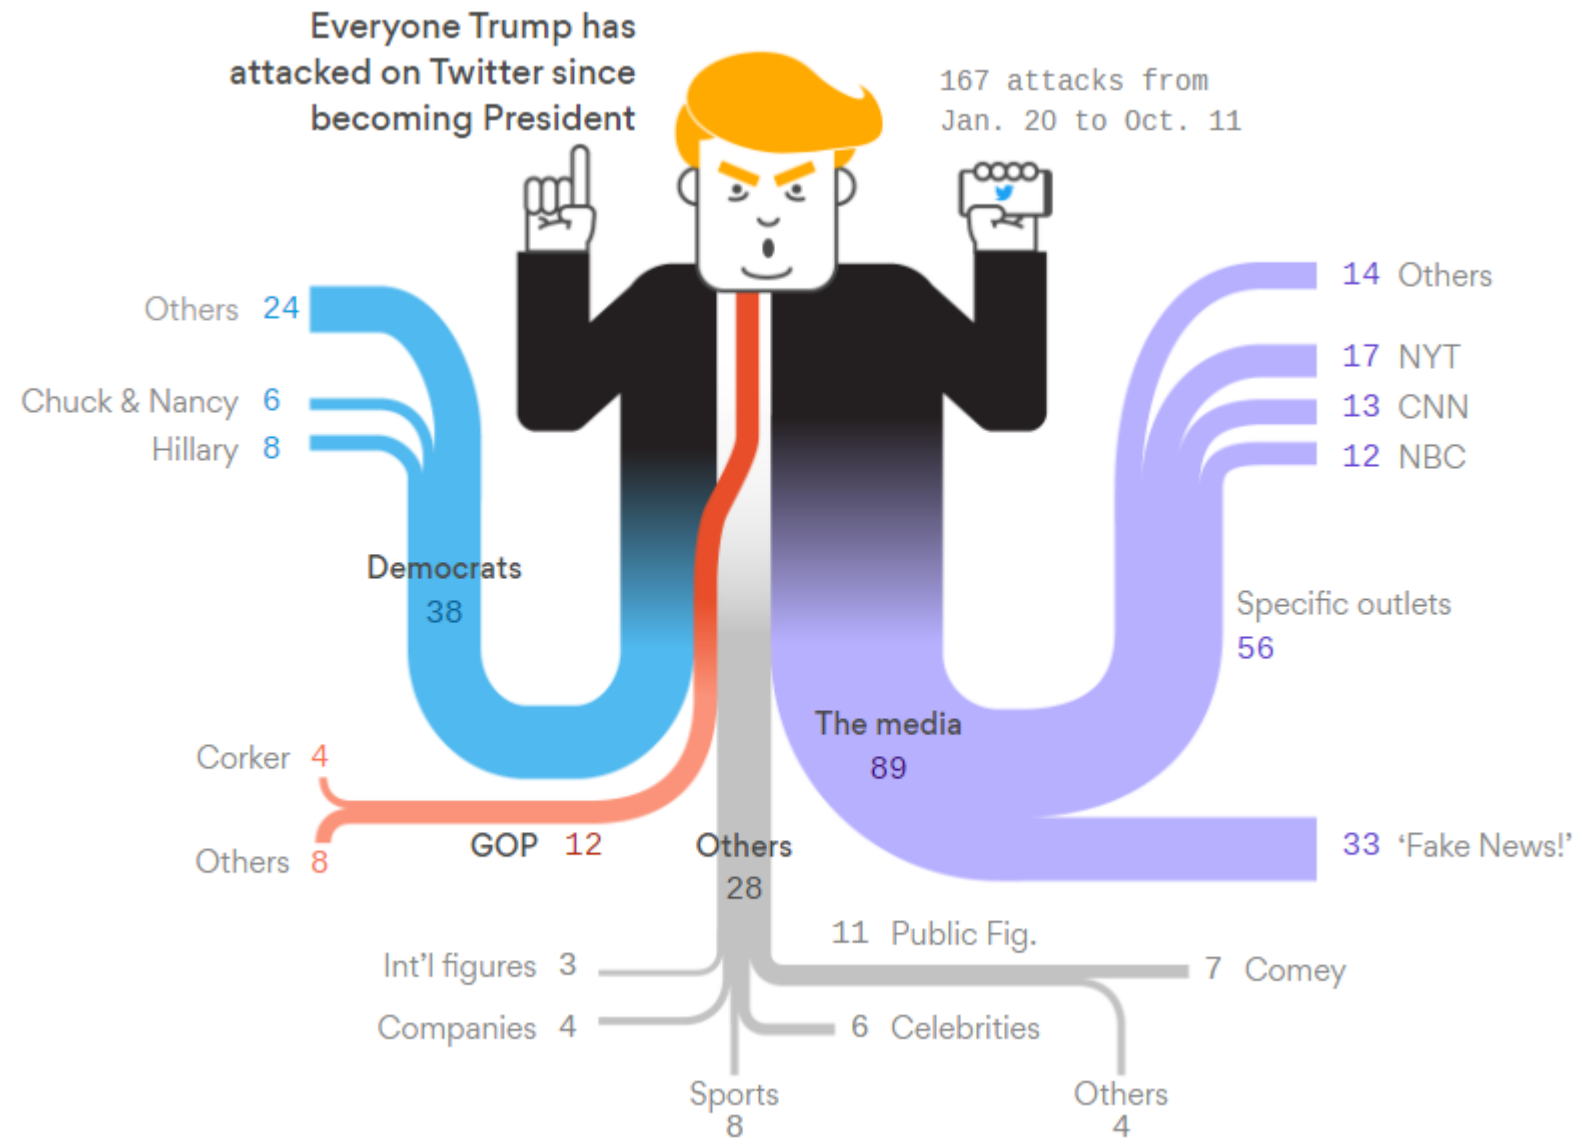 Everyone Trump has
attacked on Twitter since
becoming President
167 attacks from
Jan. 20 to Oct. 11
Others 24
Chuck & Nancy 6
Hillary 8
Democrats
38
14 Others
17 NYT
13 CNN
12 NBC
Specific outlets
56
The media
89
33 ‘Fake News!’
Corker 4
Others 8
GOP 12
Others
28
11 Public Fig.
Int’l figures 3
7 Comey
Companies 4
6 Celebrities
Sports
8
Others
4